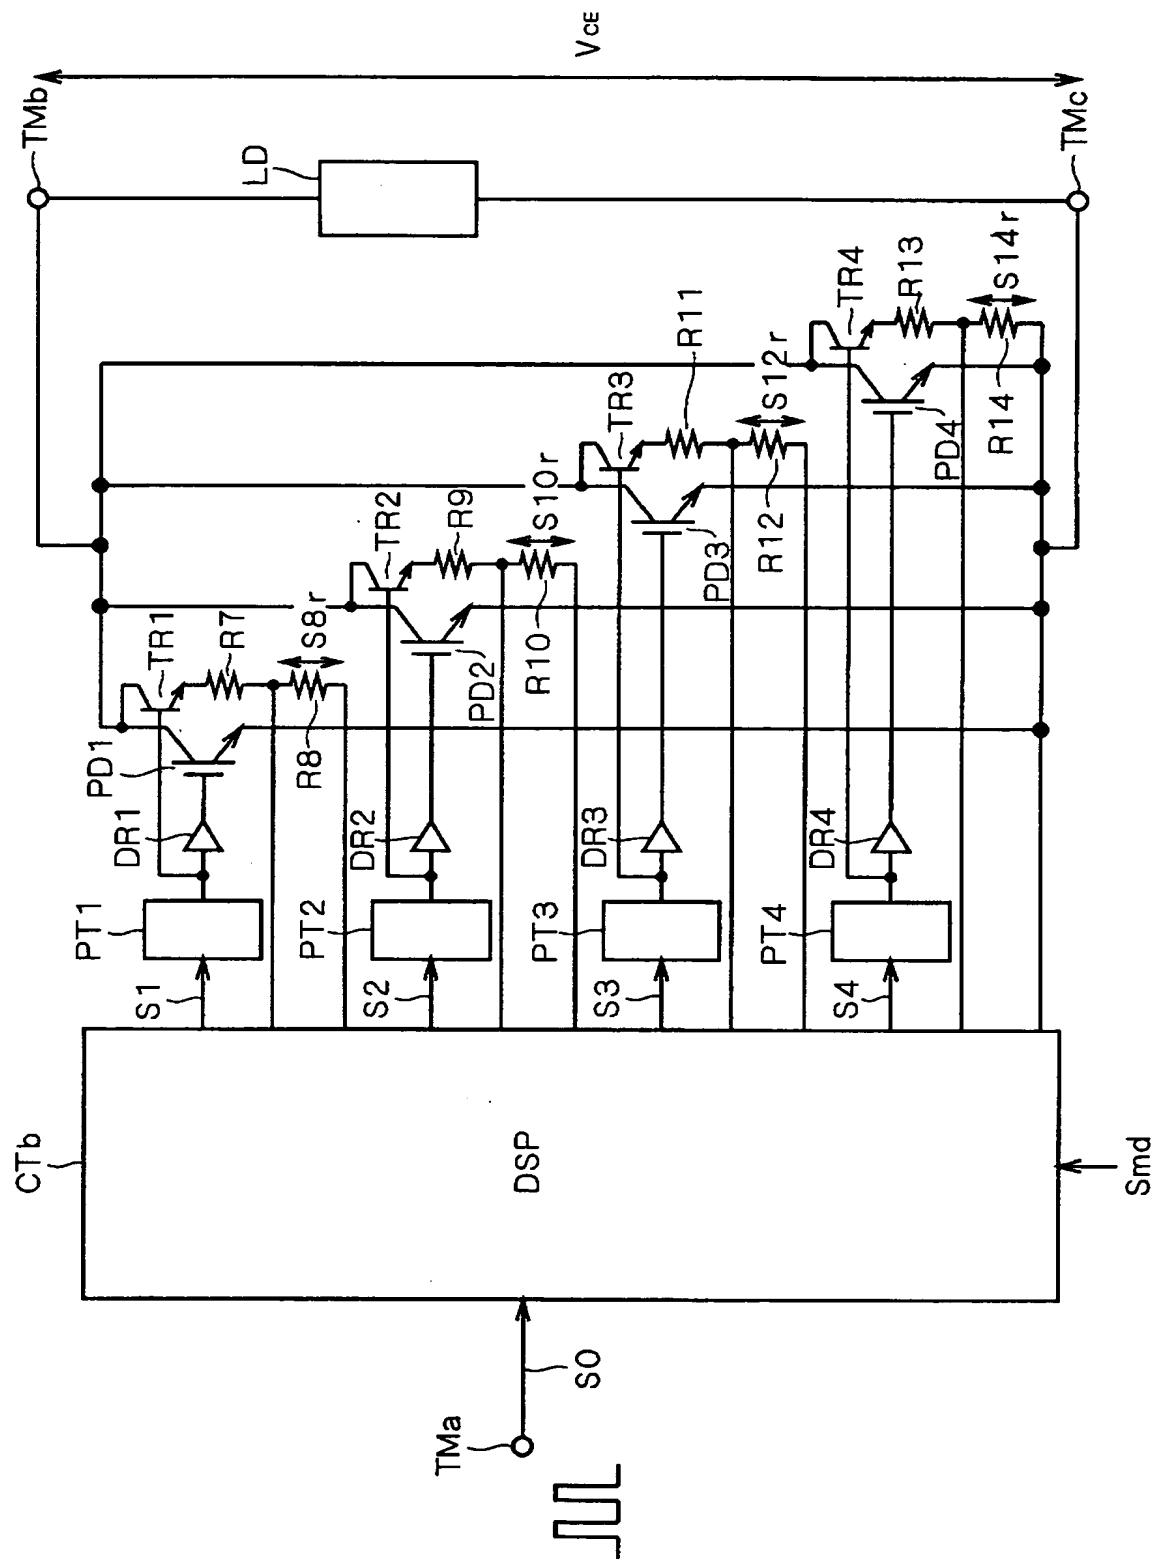 TMa
S0
CTb
DSP
Smd
S1
PT1
DR1
PD1
TR1
R7
R8
S8r
S2
PT2
DR2
PD2
TR2
R9
R10
S10r
S3
PT3
DR3
PD3
TR3
R11
R12
S12r
S4
PT4
DR4
PD4
TR4
R13
R14
S14r
LD
TMb
TMc
VCE